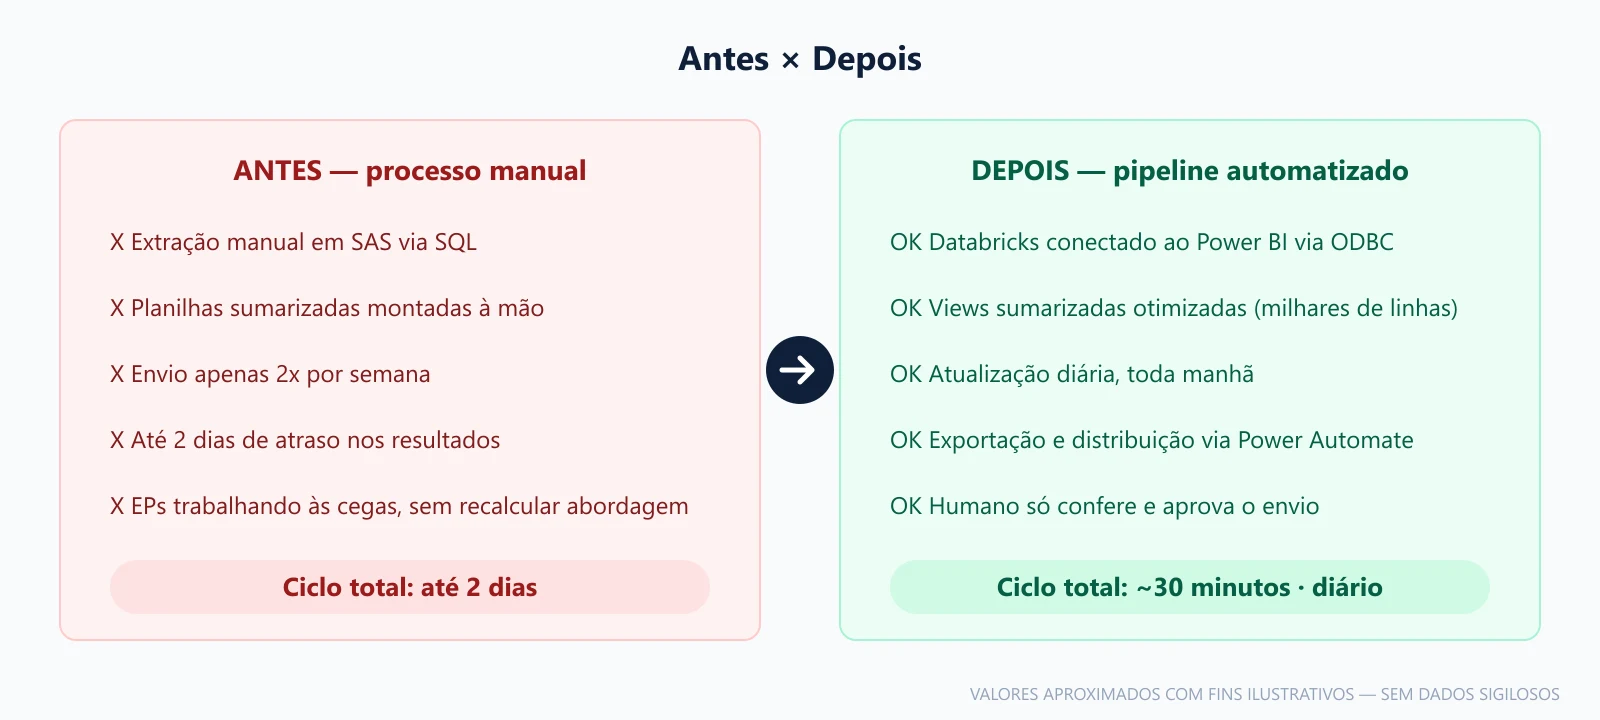 Antes × Depois
ANTES — processo manual
X Extração manual em SAS via SQL
X Planilhas sumarizadas montadas à mão
X Envio apenas 2x por semana
X Até 2 dias de atraso nos resultados
X EPs trabalhando às cegas, sem recalcular abordagem
Ciclo total: até 2 dias
DEPOIS — pipeline automatizado
OK Databricks conectado ao Power BI via ODBC
OK Views sumarizadas otimizadas (milhares de linhas)
OK Atualização diária, toda manhã
OK Exportação e distribuição via Power Automate
OK Humano só confere e aprova o envio
Ciclo total: ~30 minutos · diário
VALORES APROXIMADOS COM FINS ILUSTRATIVOS — SEM DADOS SIGILOSOS